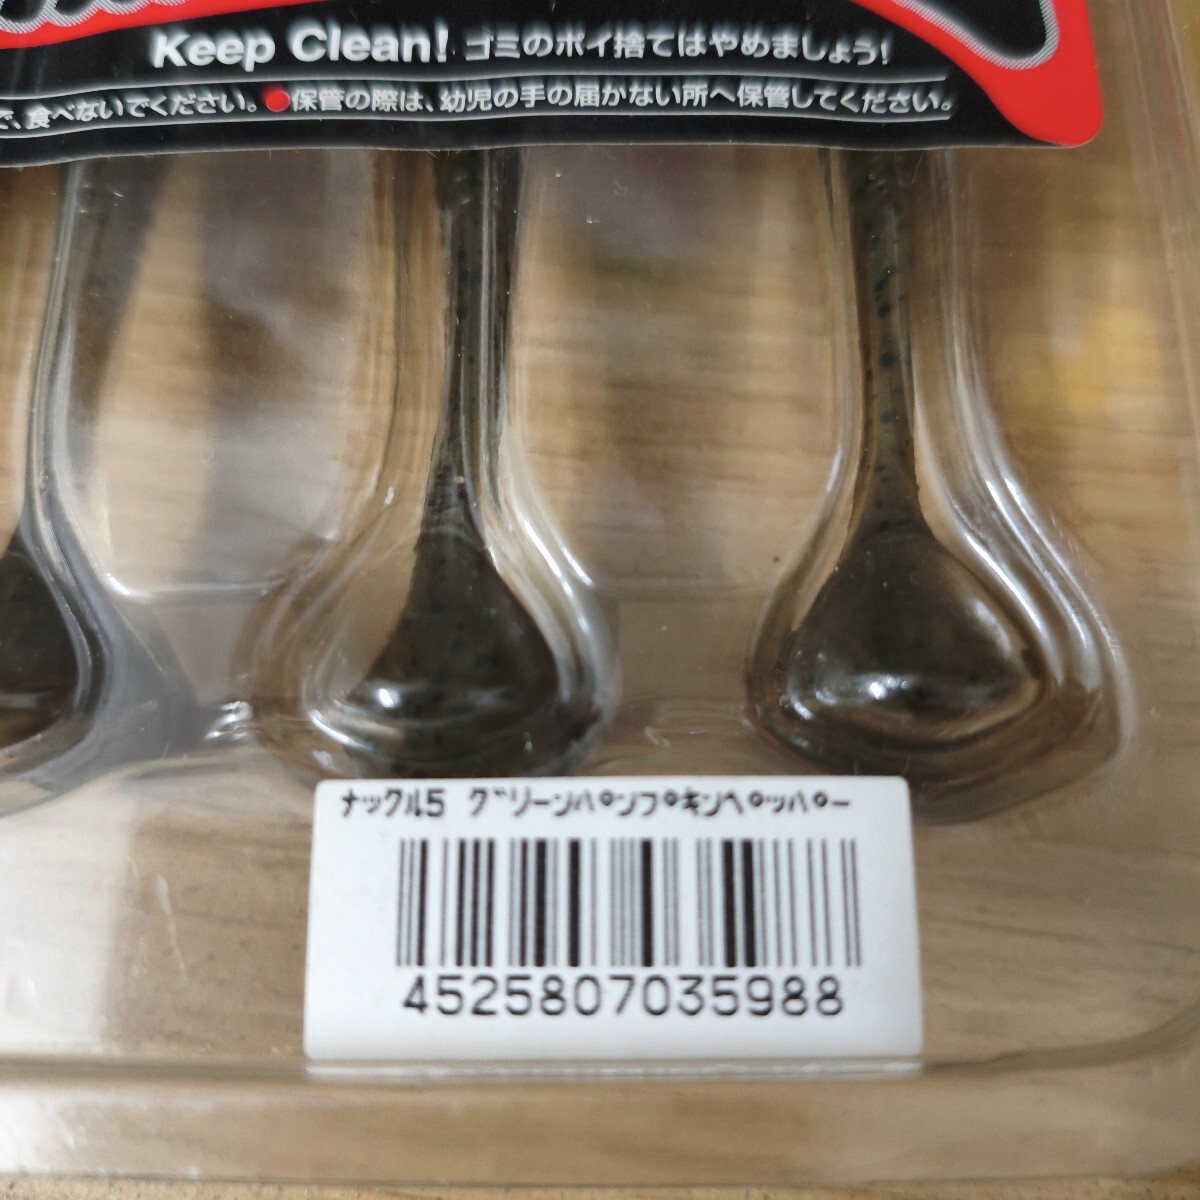 Keep Clean! ゴミのポイ捨てはやめましょう!
で、食べないでください。●保管の際は、幼児の手の届かない所へ保管してください。
ナックル5 グリーンパンプキンペッパー
4525807035988